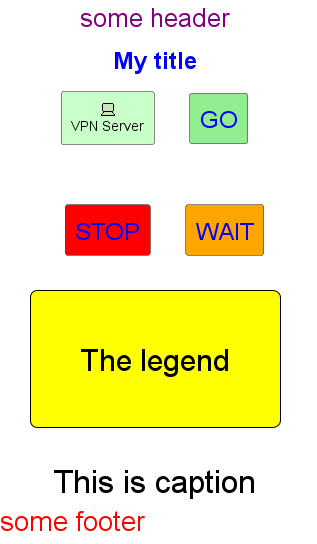 some header
My title
VPN Server
GO
STOP
WAIT
The legend
This is caption
some footer